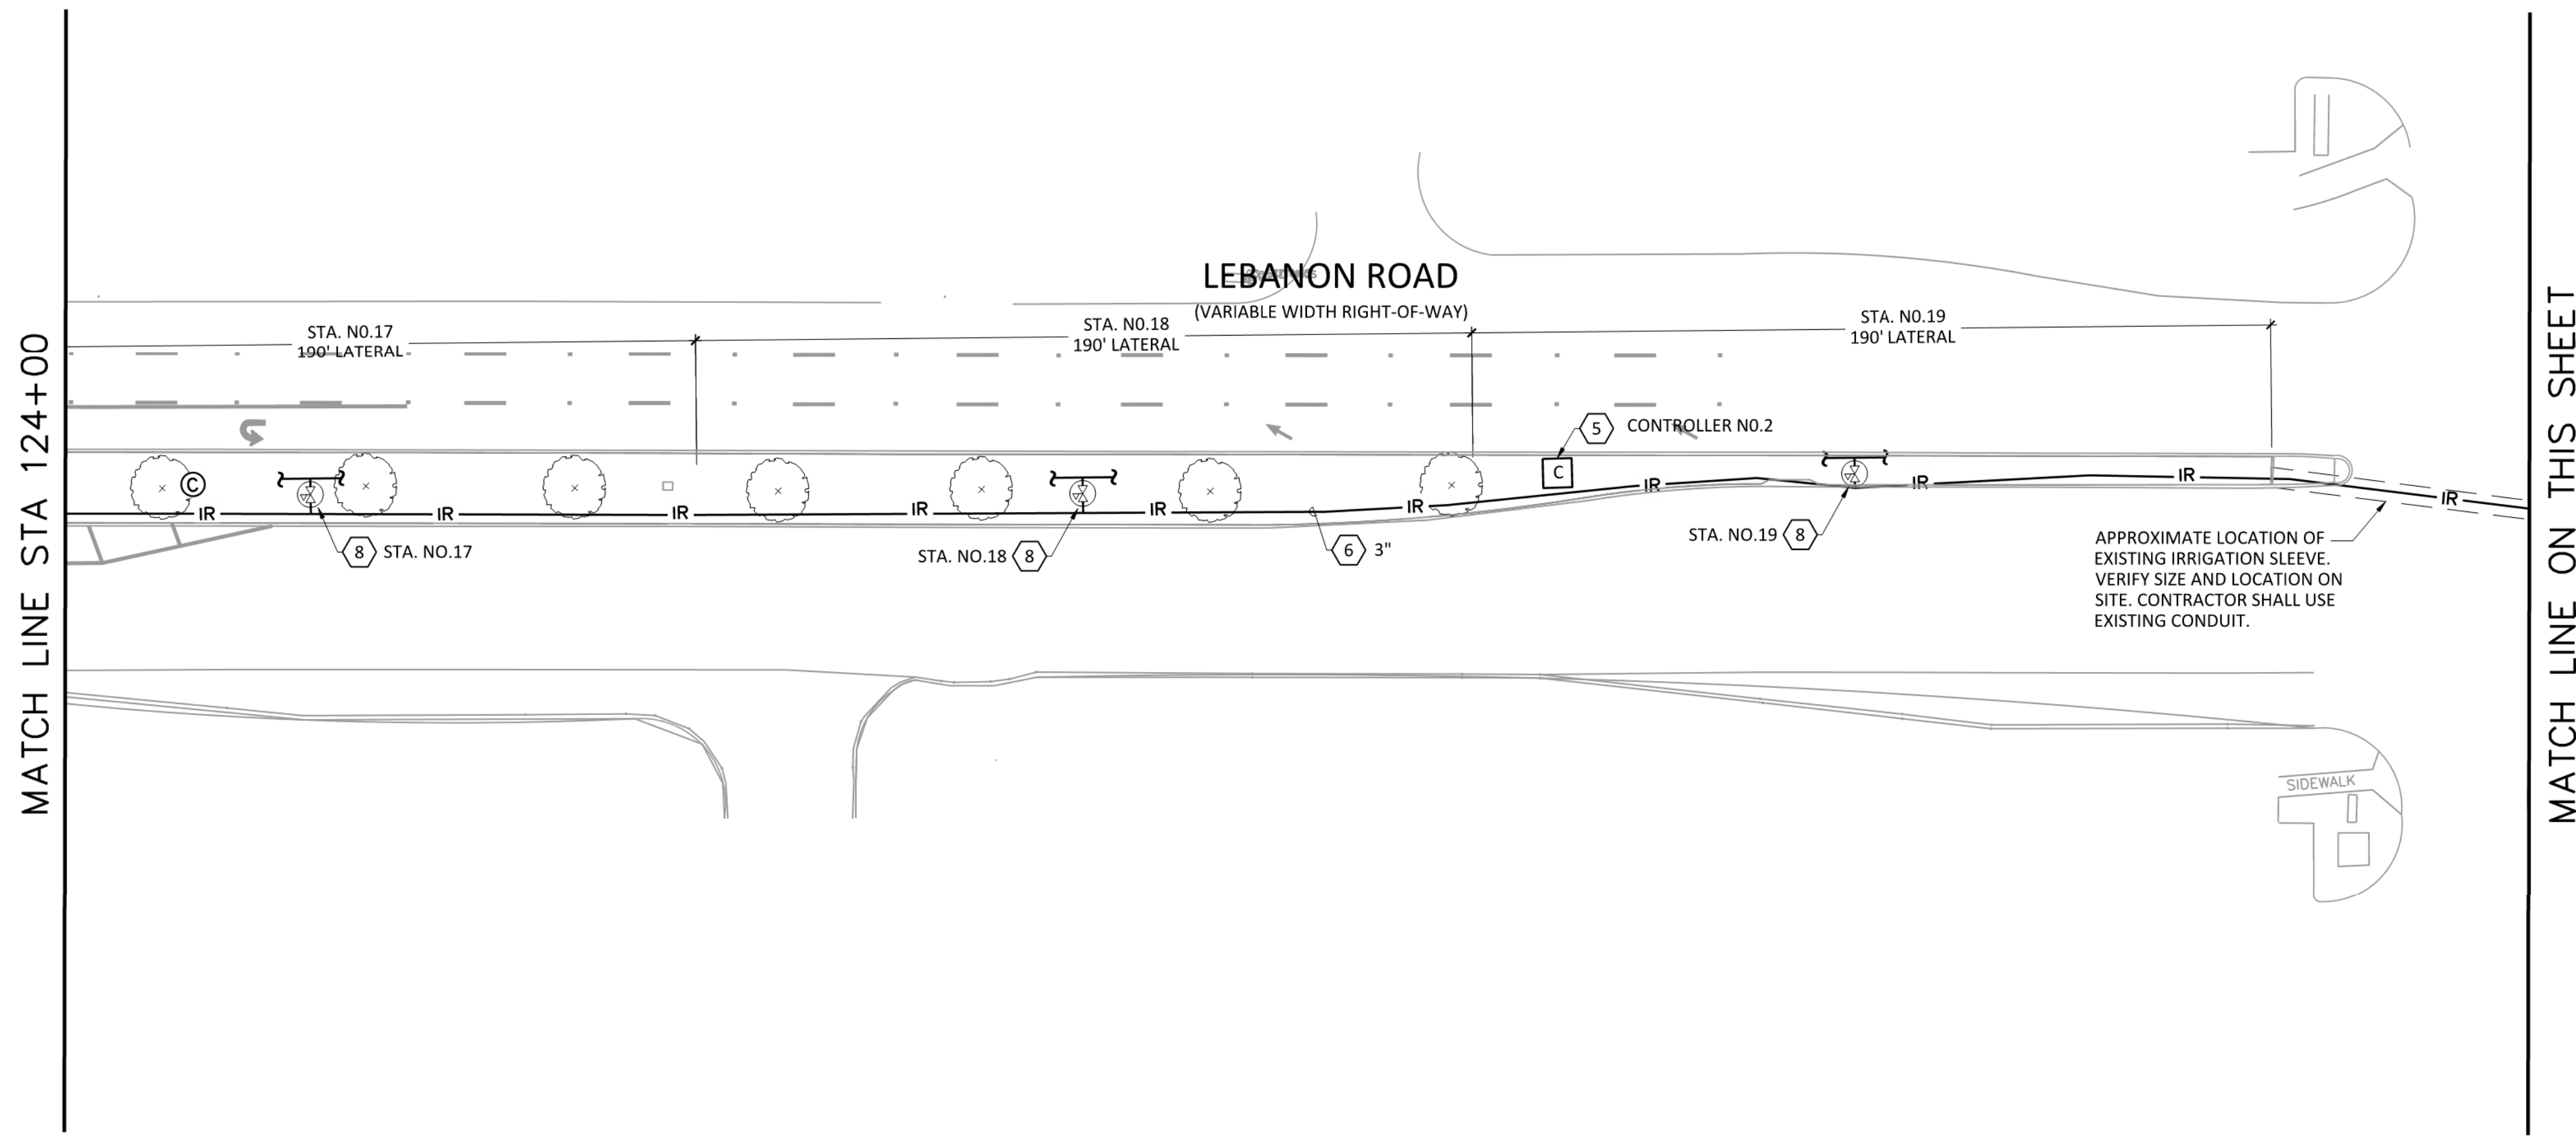 MATCH LINE STA 124+00
LEBANON ROAD
(VARIABLE WIDTH RIGHT-OF-WAY)
STA. N0.17
190' LATERAL
STA. N0.18
190' LATERAL
STA. N0.19
190' LATERAL
5 CONTROLLER N0.2
C
C
IR IR IR IR IR IR IR IR IR IR
8 STA. NO.17
STA. NO.18 8
6 3"
STA. NO.19 8
APPROXIMATE LOCATION OF
EXISTING IRRIGATION SLEEVE.
VERIFY SIZE AND LOCATION ON
SITE. CONTRACTOR SHALL USE
EXISTING CONDUIT.
SIDEWALK
MATCH LINE ON THIS SHEET